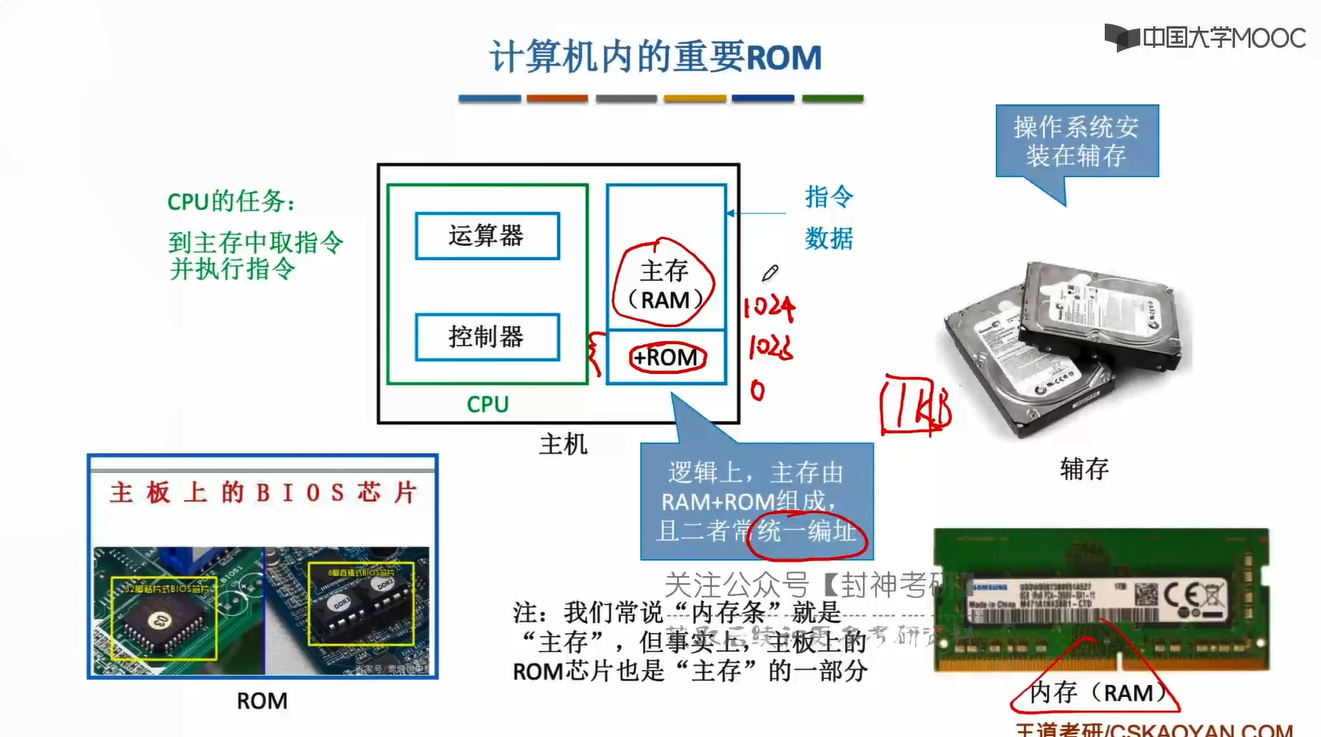 中国大学MOOC
计算机内的重要ROM
操作系统安
装在辅存
CPU的任务：
到主存中取指令
并执行指令
运算器
控制器
CPU
主存
（RAM）
+ROM
指令
数据
1024
1023
0
1KB
主机
辅存
逻辑上，主存由
RAM+ROM组成，
且二者常统一编址
主板上的BIOS芯片
32脚贴片式BIOS芯片
8脚直插式BIOS芯片
BIOS1
ROM
关注公众号【封神考研
注：我们常说“内存条”就是
“主存”，但事实上，主板上的
ROM芯片也是“主存”的一部分
SAMSUNG
Made in China
内存（RAM）
王道考研/CSKAOYAN.COM